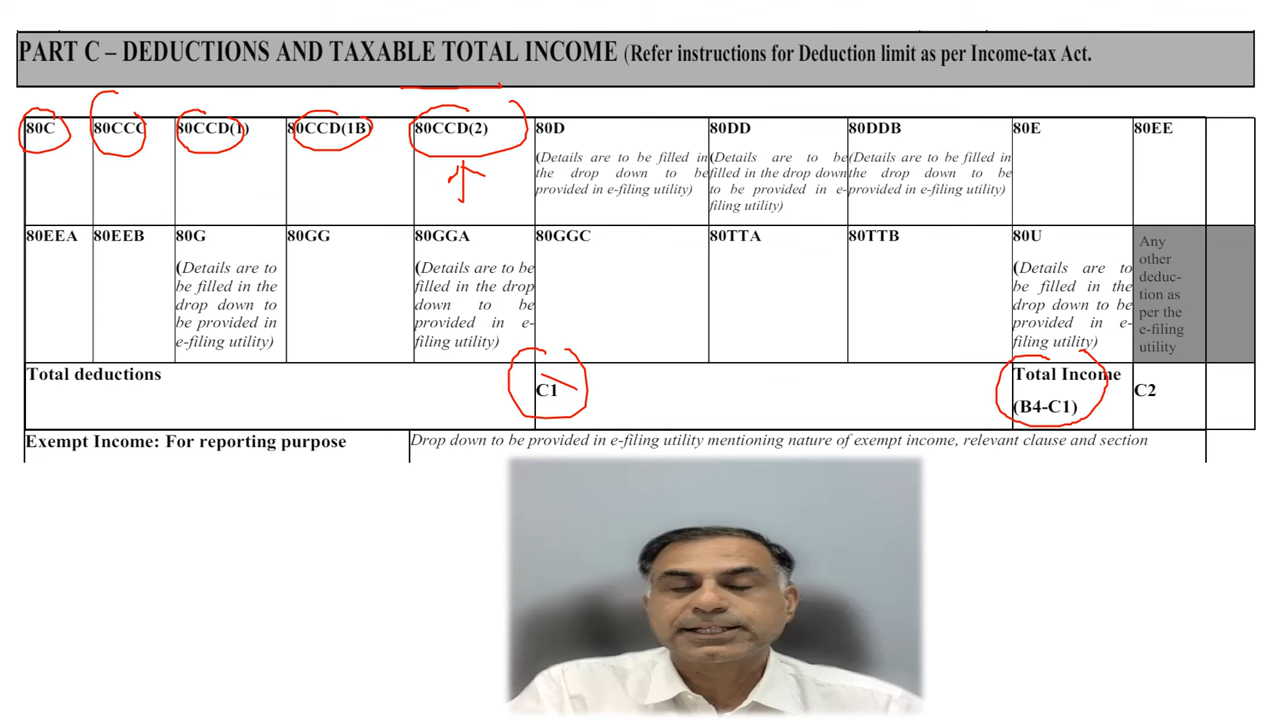 PART C – DEDUCTIONS AND TAXABLE TOTAL INCOME (Refer instructions for Deduction limit as per Income-tax Act.
80C
80CCC
80CCD(1)
80CCD(1B)
80CCD(2)
80D
(Details are to be filled in
the drop down to be
provided in e-filing utility)
80DD
(Details are to be
filled in the drop down
to be provided in e-
filing utility)
80DDB
(Details are to be filled in
the drop down to be
provided in e-filing utility)
80E
80EE
80EEA
80EEB
80G
(Details are to
be filled in the
drop down to
be provided in
e-filing utility)
80GG
80GGA
(Details are to be
filled in the drop
down to be
provided in e-
filing utility)
80GGC
80TTA
80TTB
80U
(Details are to
be filled in the
drop down to be
provided in e-
filing utility)
Any
other
deduc-
tion as
per the
e-filing
utility
Total deductions
C1
Total Income
(B4-C1)
C2
Exempt Income: For reporting purpose
Drop down to be provided in e-filing utility mentioning nature of exempt income, relevant clause and section